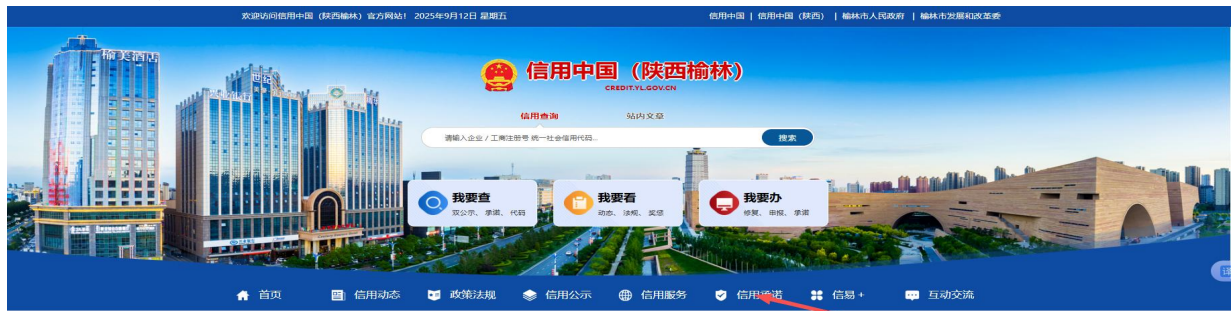 欢迎访问信用中国（陕西榆林）官方网站！ 2025年9月12日 星期五
信用中国 | 信用中国（陕西） | 榆林市人民政府 | 榆林市发展和改革委
榆美酒店
世纪
信用中国（陕西榆林）
CREDIT.YL.GOV.CN
信用查询 站内文章
请输入企业 / 工商注册号 统一社会信用代码...
搜索
我要查
双公示、承诺、代码
我要看
动态、法规、奖惩
我要办
修复、申报、承诺
译
首页 信用动态 政策法规 信用公示 信用服务 信用承诺 信易 + 互动交流